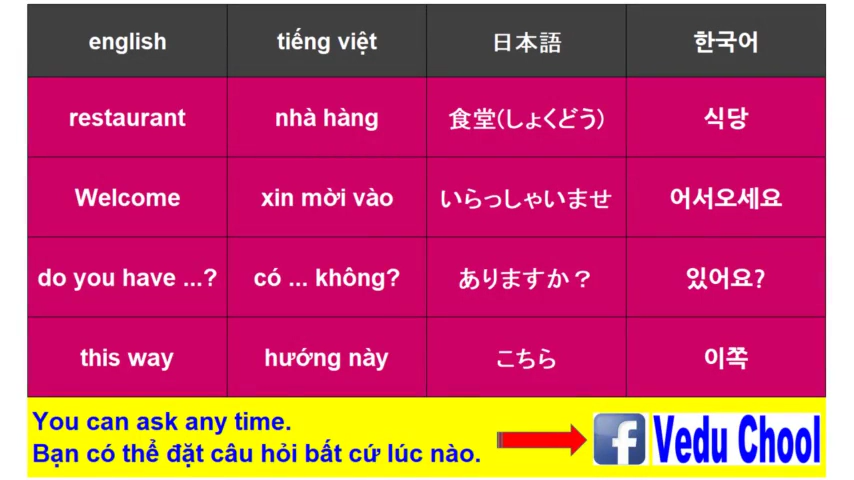 english tiếng việt 日本語 한국어
restaurant nhà hàng 食堂(しょくどう) 식당
Welcome xin mời vào いらっしゃいませ 어서오세요
do you have ...? có ... không? ありますか？ 있어요?
this way hướng này こちら 이쪽
You can ask any time.
Bạn có thể đặt câu hỏi bất cứ lúc nào.
f Vedu Chool